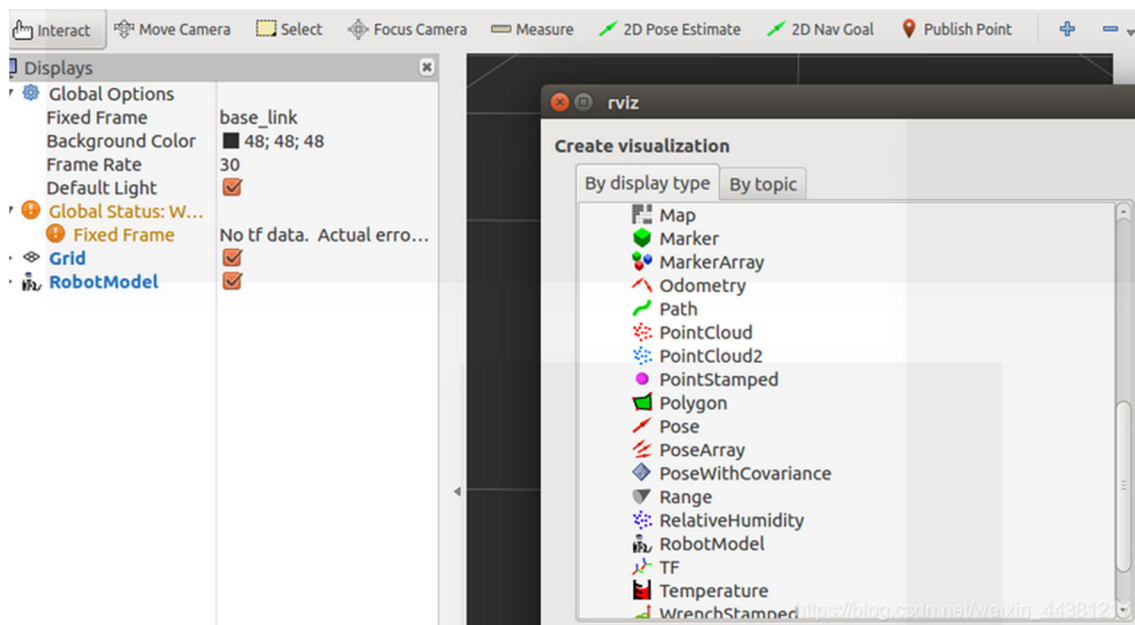 Interact Move Camera Select Focus Camera Measure 2D Pose Estimate 2D Nav Goal Publish Point
Displays
Global Options
Fixed Frame base_link
Background Color 48; 48; 48
Frame Rate 30
Default Light
Global Status: W...
Fixed Frame No tf data. Actual erro...
Grid
RobotModel
rviz
Create visualization
By display type By topic
Map
Marker
MarkerArray
Odometry
Path
PointCloud
PointCloud2
PointStamped
Polygon
Pose
PoseArray
PoseWithCovariance
Range
RelativeHumidity
RobotModel
TF
Temperature
WrenchStamped